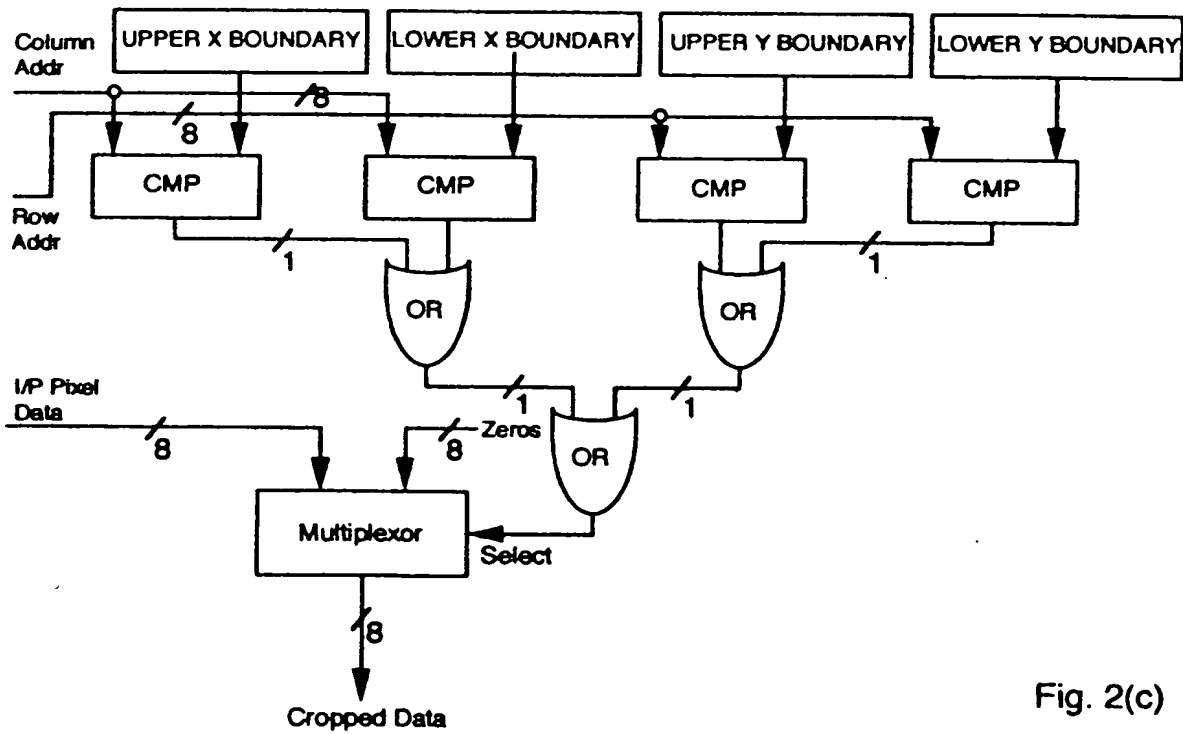 Column
Addr
UPPER X BOUNDARY
LOWER X BOUNDARY
UPPER Y BOUNDARY
LOWER Y BOUNDARY
8
8
CMP
CMP
CMP
CMP
Row
Addr
1
1
OR
OR
I/P Pixel
Data
1
1
8
8
Zeros
OR
Multiplexor
Select
8
Cropped Data
Fig. 2(c)